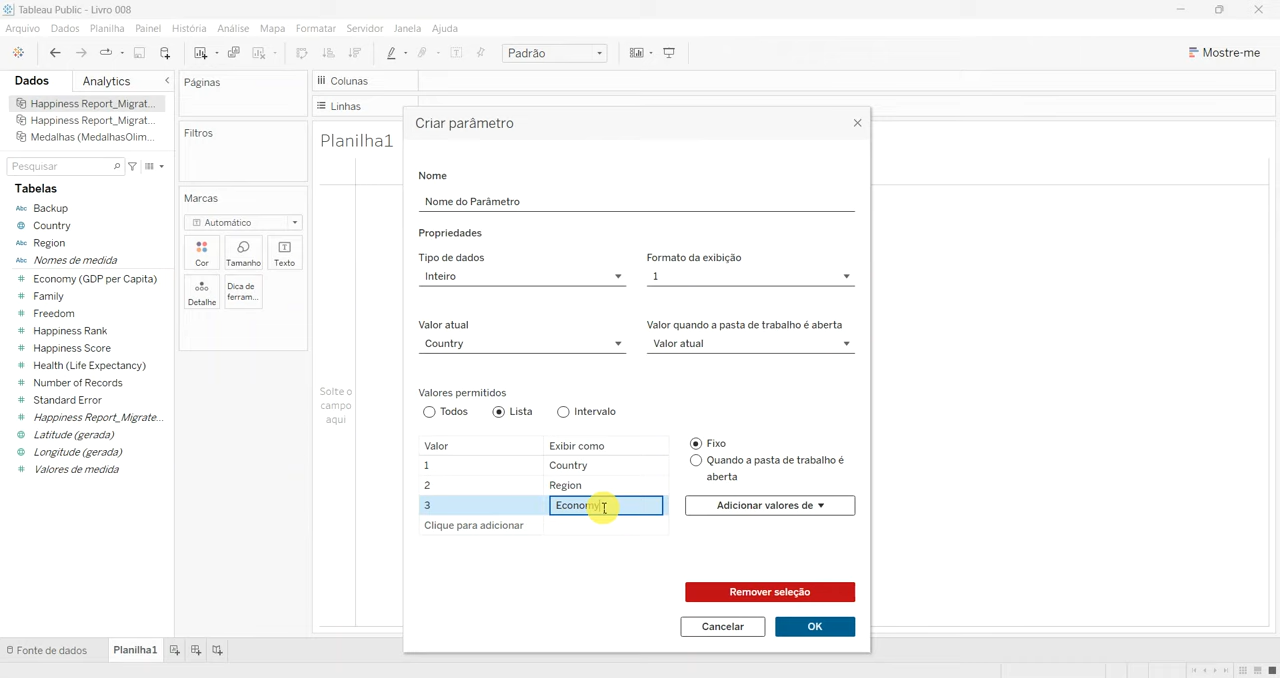 Tableau Public - Livro 008
Arquivo Dados Planilha Painel História Análise Mapa Formatar Servidor Janela Ajuda
Padrão
Mostre-me
Dados
Analytics
Happiness Report_Migrat...
Happiness Report_Migrat...
Medalhas (MedalhasOlim...
Pesquisar
Tabelas
Abc Backup
Country
Abc Region
Abc Nomes de medida
# Economy (GDP per Capita)
# Family
# Freedom
# Happiness Rank
# Happiness Score
# Health (Life Expectancy)
# Number of Records
# Standard Error
# Happiness Report_Migrate...
Latitude (gerada)
Longitude (gerada)
# Valores de medida
Páginas
Filtros
Marcas
Automático
Cor
Tamanho
Texto
Detalhe
Dica de
ferram...
Colunas
Linhas
Planilha1
Solte o
campo
aqui
Criar parâmetro
Nome
Nome do Parâmetro
Propriedades
Tipo de dados
Formato da exibição
Inteiro
1
Valor atual
Valor quando a pasta de trabalho é aberta
Country
Valor atual
Valores permitidos
Todos
Lista
Intervalo
Valor
Exibir como
1
Country
2
Region
3
Economy
Clique para adicionar
Fixo
Quando a pasta de trabalho é
aberta
Adicionar valores de
Remover seleção
Cancelar
OK
Fonte de dados
Planilha1